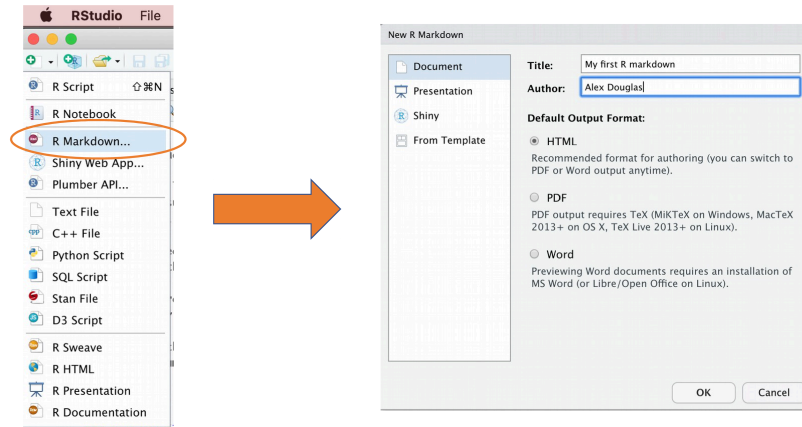 RStudio File
R Script ⇧⌘N
R Notebook
R Markdown...
Shiny Web App...
Plumber API...
Text File
C++ File
Python Script
SQL Script
Stan File
D3 Script
R Sweave
R HTML
R Presentation
R Documentation
New R Markdown
Document
Presentation
Shiny
From Template
Title: My first R markdown
Author: Alex Douglas
Default Output Format:
HTML
Recommended format for authoring (you can switch to
PDF or Word output anytime).
PDF
PDF output requires TeX (MiKTeX on Windows, MacTeX
2013+ on OS X, TeX Live 2013+ on Linux).
Word
Previewing Word documents requires an installation of
MS Word (or Libre/Open Office on Linux).
OK Cancel